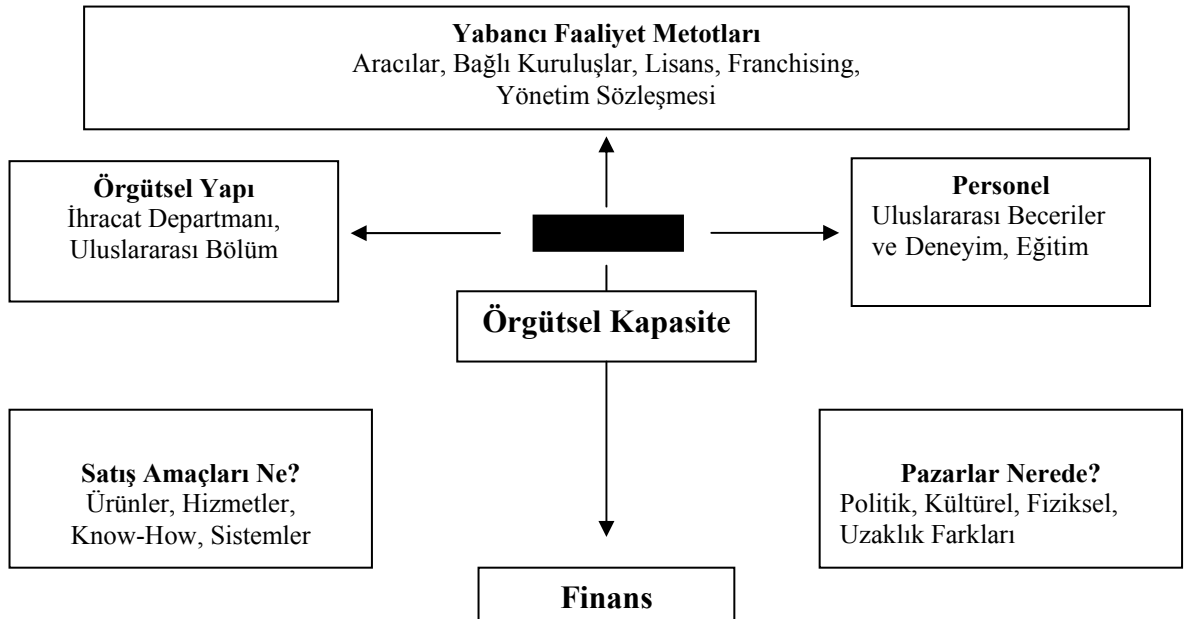 Yabancı Faaliyet Metotları
Aracılar, Bağlı Kuruluşlar, Lisans, Franchising,
Yönetim Sözleşmesi
Örgütsel Yapı
İhracat Departmanı,
Uluslararası Bölüm
Personel
Uluslararası Beceriler
ve Deneyim, Eğitim
Örgütsel Kapasite
Satış Amaçları Ne?
Ürünler, Hizmetler,
Know-How, Sistemler
Pazarlar Nerede?
Politik, Kültürel, Fiziksel,
Uzaklık Farkları
Finans